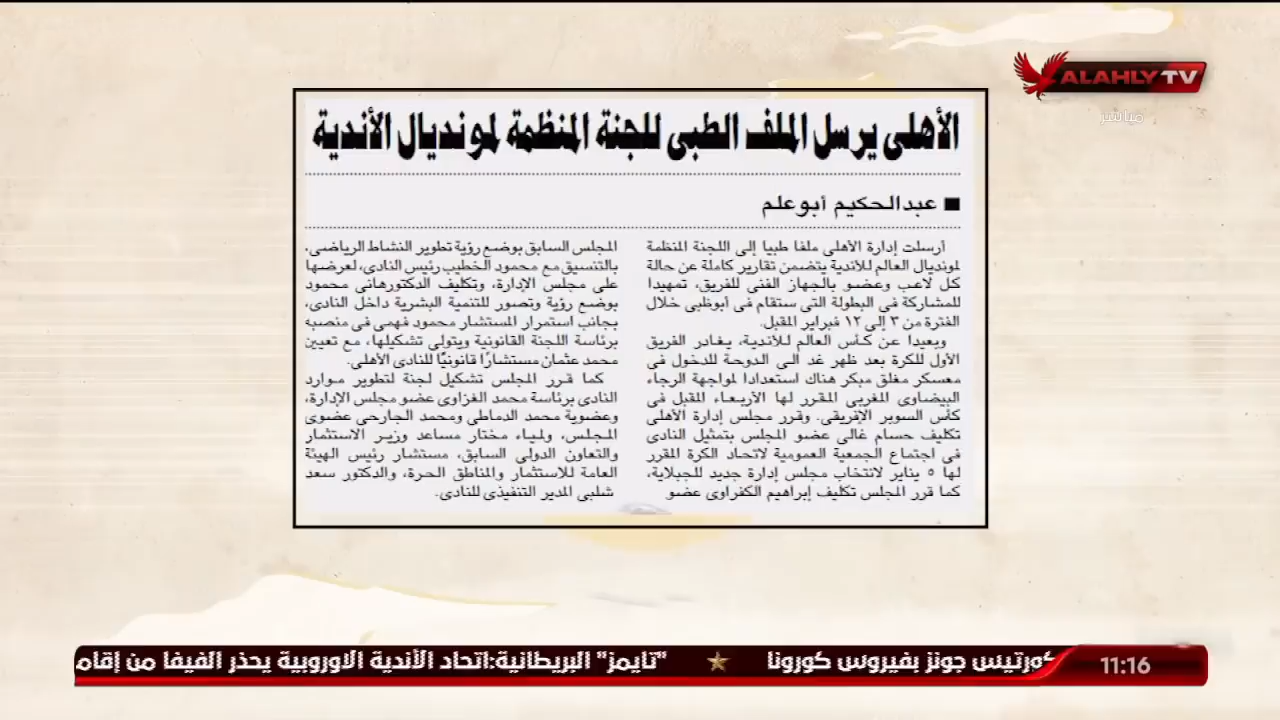 ALAHLY TV
مباشر
الأهلى يرسل الملف الطبى للجنة المنظمة لمونديال الأندية
■ عبدالحكيم أبوعلم
أرسلت إدارة الأهلى ملفا طبيا إلى اللجنة المنظمة
لمونديال العالم للأندية يتضمن تقارير كاملة عن حالة
كل لاعب وعضو بالجهاز الفنى للفريق، تمهيدا
للمشاركة فى البطولة التى ستقام فى ابوظبى خلال
الفترة من ٣ إلى ١٢ فبراير المقبل.
وبعيدا عن كأس العالم للأندية، يغادر الفريق
الأول للكرة بعد ظهر غد الى الدوحة للدخول فى
معسكر مغلق مبكر هناك استعدادا لمواجهة الرجاء
البيضاوى المغربى المقرر لها الأربعاء المقبل فى
كأس السوبر الإفريقى. وقرر مجلس إدارة الأهلى
تكليف حسام غالى عضو المجلس بتمثيل النادى
فى اجتماع الجمعية العمومية لاتحاد الكرة المقرر
لها ٥ يناير لانتخاب مجلس إدارة جديد للجبلاية،
كما قرر المجلس تكليف إبراهيم الكفراوى عضو
المجلس السابق بوضع رؤية تطوير النشاط الرياضى،
بالتنسيق مع محمود الخطيب رئيس النادى، لعرضها
على مجلس الإدارة، وتكليف الدكتورهانى محمود
بوضع رؤية وتصور للتنمية البشرية داخل النادى،
بجانب استمرار المستشار محمود فهمى فى منصبه
برئاسة اللجنة القانونية ويتولى تشكيلها، مع تعيين
محمد عثمان مستشارًا قانونيًا للنادى الأهلى.
كما قرر المجلس تشكيل لجنة لتطوير موارد
النادى برئاسة محمد الغزاوى عضو مجلس الإدارة،
وعضوية محمد الدماطى ومحمد الجارحى عضوى
المجلس، ولمياء مختار مساعد وزير الاستثمار
والتعاون الدولى السابق، مستشار رئيس الهيئة
العامة للاستثمار والمناطق الحرة، والدكتور سعد
شلبى المدير التنفيذى للنادى.
كورتيس جونز بفيروس كورونا ★ "تايمز" البريطانية:اتحاد الأندية الاوروبية يحذر الفيفا من إقام
11:16